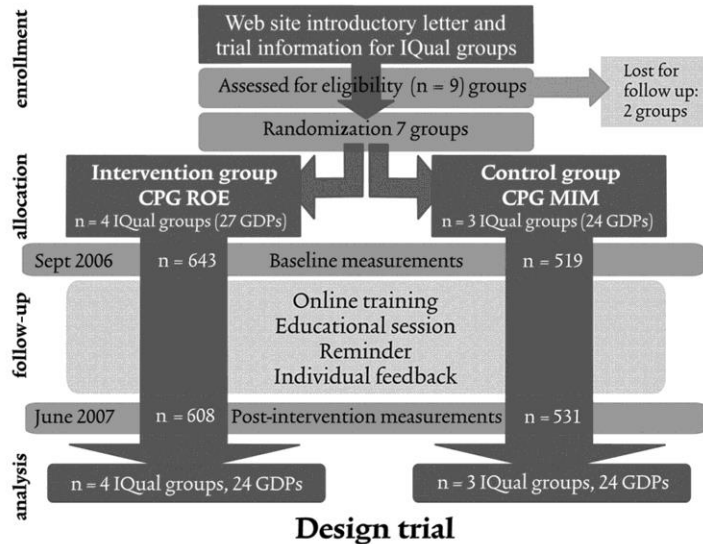 enrollment
Web site introductory letter and
trial information for IQual groups
Assessed for eligibility (n = 9) groups
Lost for
follow up:
2 groups
Randomization 7 groups
allocation
Intervention group
CPG ROE
n = 4 IQual groups (27 GDPs)
Control group
CPG MIM
n = 3 IQual groups (24 GDPs)
Sept 2006 n = 643 Baseline measurements n = 519
follow-up
Online training
Educational session
Reminder
Individual feedback
June 2007 n = 608 Post-intervention measurements n = 531
analysis
n = 4 IQual groups, 24 GDPs
n = 3 IQual groups, 24 GDPs
Design trial